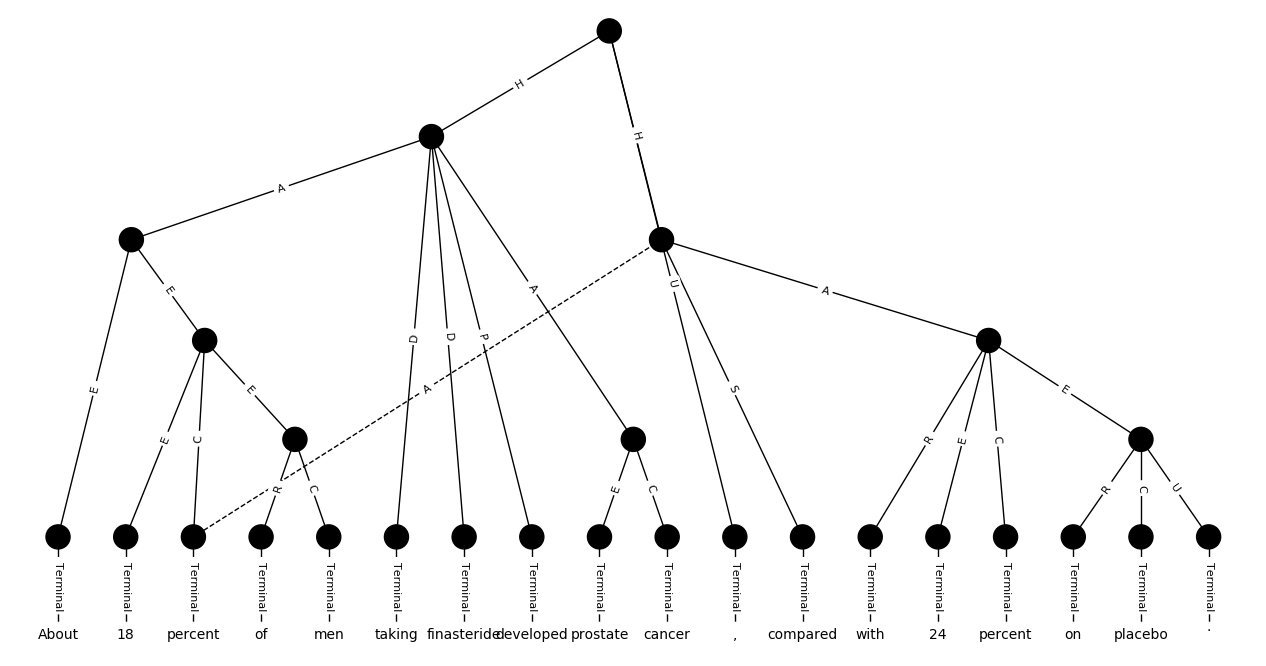 H
H
A
E
A
U
A
D
D
P
E
E
A
S
E
E
C
R
E
C
R
C
E
C
R
C
U
Terminal Terminal Terminal Terminal Terminal Terminal Terminal Terminal Terminal Terminal Terminal Terminal Terminal Terminal Terminal Terminal Terminal Terminal
About 18 percent of men taking finasteride developed prostate cancer , compared with 24 percent on placebo .